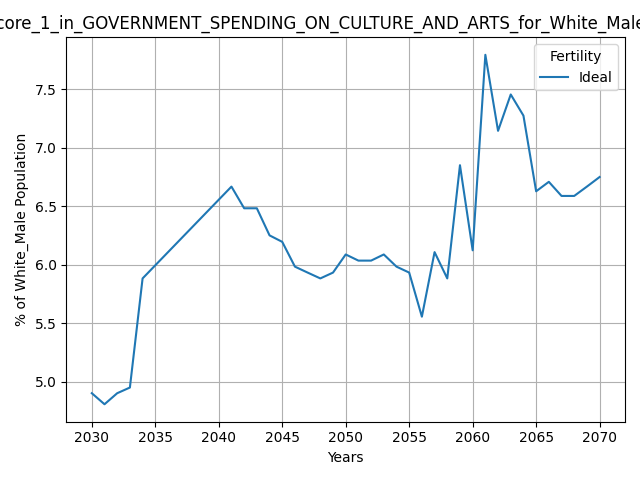 core_1_in_GOVERNMENT_SPENDING_ON_CULTURE_AND_ARTS_for_White_Male
Fertility
Ideal
% of White_Male Population
7.5
7.0
6.5
6.0
5.5
5.0
2030 2035 2040 2045 2050 2055 2060 2065 2070
Years